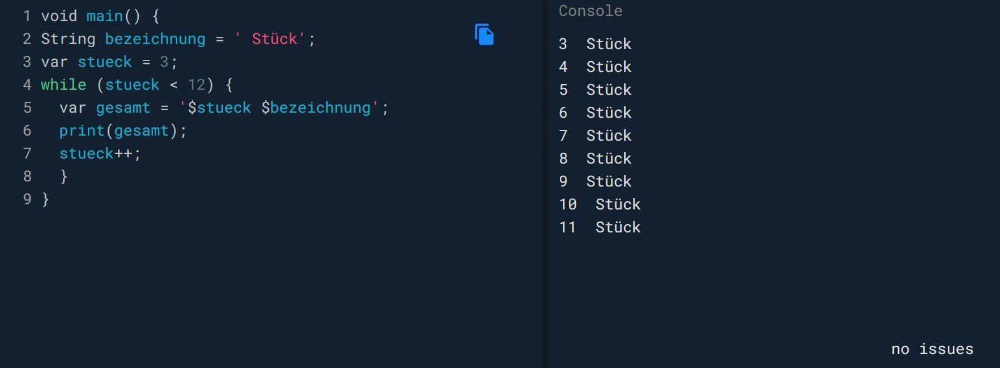 1 void main() {
2 String bezeichnung = ' Stück';
3 var stueck = 3;
4 while (stueck < 12) {
5   var gesamt = '$stueck $bezeichnung';
6   print(gesamt);
7   stueck++;
8   }
9 }
Console
3  Stück
4  Stück
5  Stück
6  Stück
7  Stück
8  Stück
9  Stück
10  Stück
11  Stück
no issues